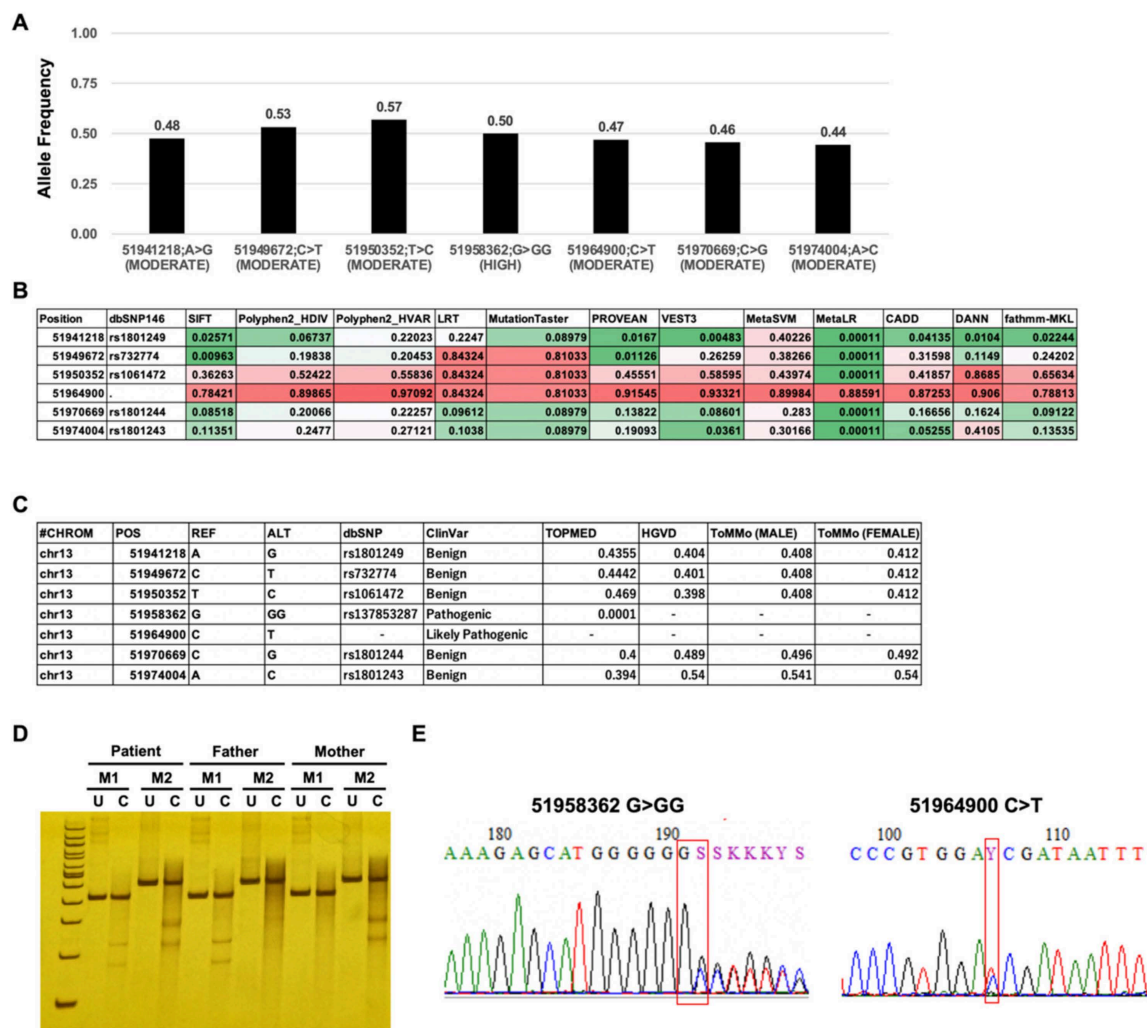 A
Allele Frequency
1.00
0.75
0.50
0.25
0.00
0.48
0.53
0.57
0.50
0.47
0.46
0.44
51941218;A>G 51949672;C>T 51950352;T>C 51958362;G>GG 51964900;C>T 51970669;C>G 51974004;A>C
(MODERATE) (MODERATE) (MODERATE) (HIGH) (MODERATE) (MODERATE) (MODERATE)
B
Position dbSNP146 SIFT Polyphen2_HDIV Polyphen2_HVAR LRT MutationTaster PROVEAN VEST3 MetaSVM MetaLR CADD DANN fathmm-MKL
51941218 rs1801249 0.02571 0.06737 0.22023 0.2247 0.08979 0.0167 0.00483 0.40226 0.00011 0.04135 0.0104 0.02244
51949672 rs732774 0.00963 0.19838 0.20453 0.84324 0.81033 0.01126 0.26259 0.38266 0.00011 0.31598 0.1149 0.24202
51950352 rs1061472 0.36263 0.52422 0.55836 0.84324 0.81033 0.45551 0.58595 0.43974 0.00011 0.41857 0.8685 0.65634
51964900 . 0.78421 0.89865 0.97092 0.84324 0.81033 0.91545 0.93321 0.89984 0.88591 0.87253 0.906 0.78813
51970669 rs1801244 0.08518 0.20066 0.22257 0.09612 0.08979 0.13822 0.08601 0.283 0.00011 0.16656 0.1624 0.09122
51974004 rs1801243 0.11351 0.2477 0.27121 0.1038 0.08979 0.19093 0.0361 0.30166 0.00011 0.05255 0.4105 0.13535
C
#CHROM POS REF ALT dbSNP ClinVar TOPMED HGVD ToMMo (MALE) ToMMo (FEMALE)
chr13 51941218 A G rs1801249 Benign 0.4355 0.404 0.408 0.412
chr13 51949672 C T rs732774 Benign 0.4442 0.401 0.408 0.412
chr13 51950352 T C rs1061472 Benign 0.469 0.398 0.408 0.412
chr13 51958362 G GG rs137853287 Pathogenic 0.0001 - - -
chr13 51964900 C T - Likely Pathogenic - - - -
chr13 51970669 C G rs1801244 Benign 0.4 0.489 0.496 0.492
chr13 51974004 A C rs1801243 Benign 0.394 0.54 0.541 0.54
D
Patient Father Mother
M1 M2 M1 M2 M1 M2
U C U C U C U C U C U C
E
51958362 G>GG
180 190
AAAGAGCATGGGGGGSSKKKYS
51964900 C>T
100 110
CCCGTGGAYCGATAATTT